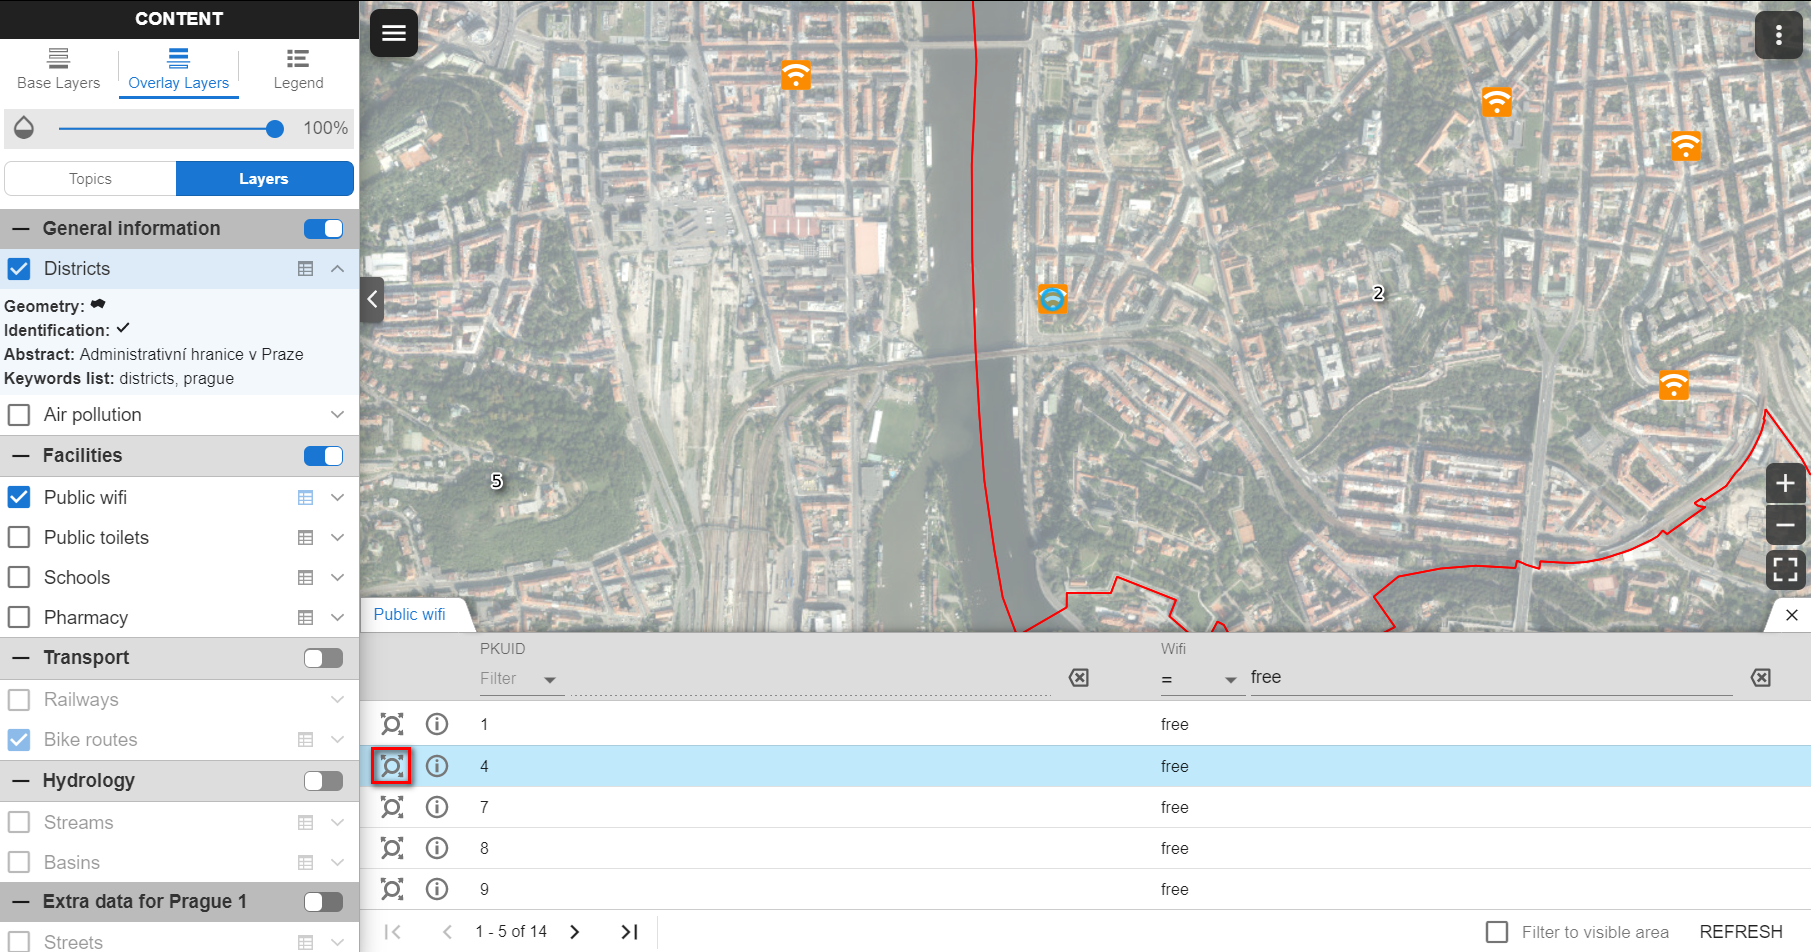 CONTENT
Base Layers
Overlay Layers
Legend
100%
Topics
Layers
General information
Districts
Geometry:
Identification:
Abstract: Administrativní hranice v Praze
Keywords list: districts, prague
Air pollution
Facilities
Public wifi
Public toilets
Schools
Pharmacy
Transport
Railways
Bike routes
Hydrology
Streams
Basins
Extra data for Prague 1
Streets
2
5
Public wifi
PKUID
Wifi
Filter
=
free
1 free
4 free
7 free
8 free
9 free
1 - 5 of 14
Filter to visible area
REFRESH